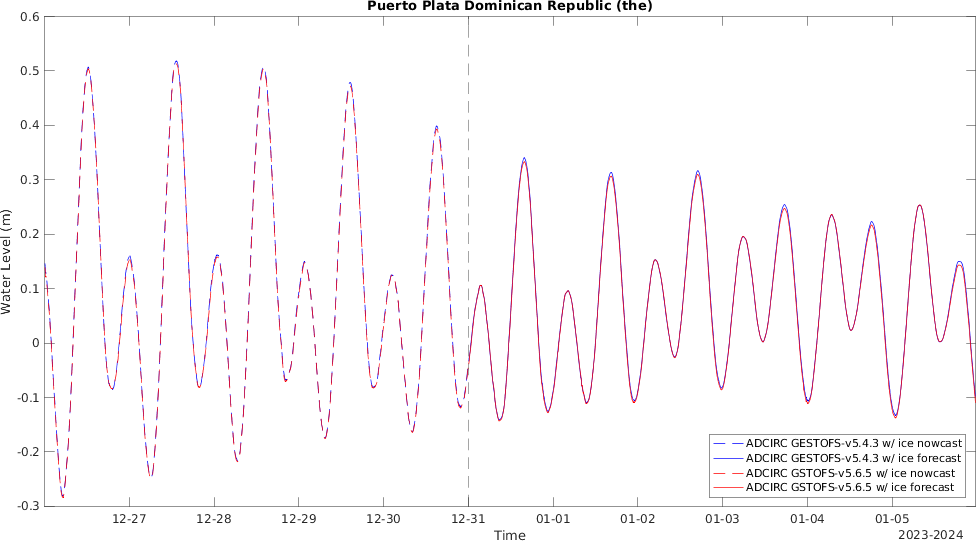 Puerto Plata Dominican Republic (the)
0.6
0.5
0.4
0.3
0.2
0.1
0
-0.1
-0.2
-0.3
Water Level (m)
ADCIRC GESTOFS-v5.4.3 w/ ice nowcast
ADCIRC GESTOFS-v5.4.3 w/ ice forecast
ADCIRC GSTOFS-v5.6.5 w/ ice nowcast
ADCIRC GSTOFS-v5.6.5 w/ ice forecast
12-27 12-28 12-29 12-30 12-31 01-01 01-02 01-03 01-04 01-05
Time
2023-2024